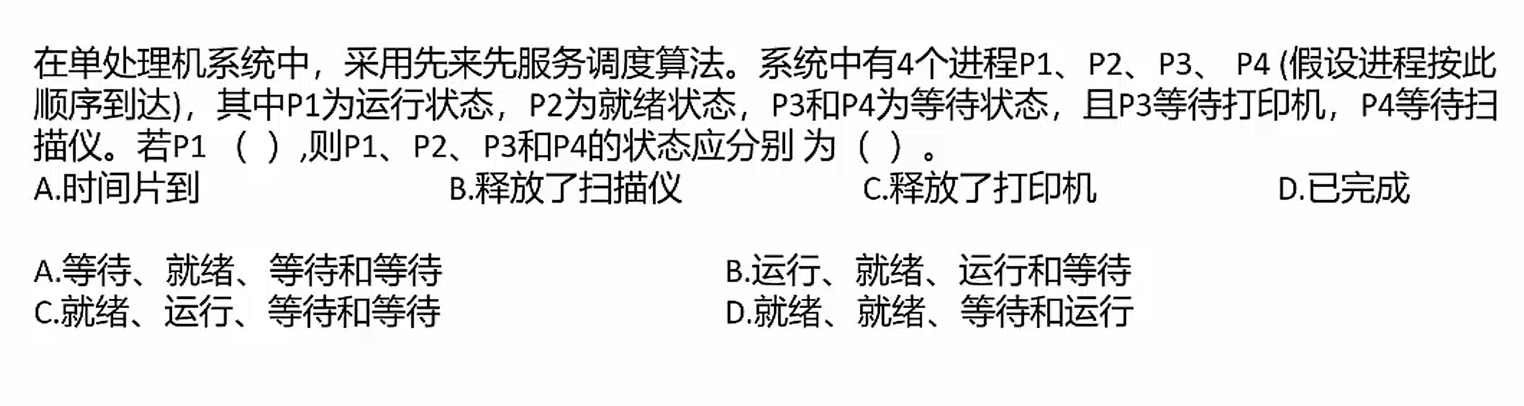 在单处理机系统中，采用先来先服务调度算法。系统中有4个进程P1、P2、P3、 P4 (假设进程按此
顺序到达)，其中P1为运行状态，P2为就绪状态，P3和P4为等待状态，且P3等待打印机，P4等待扫
描仪。若P1 （ ）,则P1、P2、P3和P4的状态应分别 为（ ）。
A.时间片到 B.释放了扫描仪 C.释放了打印机 D.已完成
A.等待、就绪、等待和等待 B.运行、就绪、运行和等待
C.就绪、运行、等待和等待 D.就绪、就绪、等待和运行